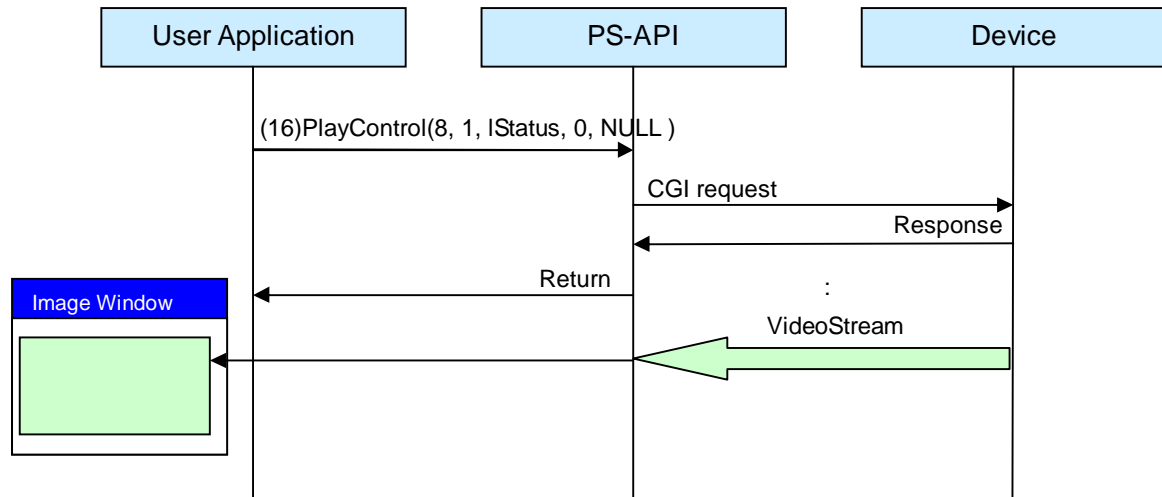 User Application
PS-API
Device
(16)PlayControl(8, 1, lStatus, 0, NULL )
CGI request
Response
Return
:
Image Window
VideoStream